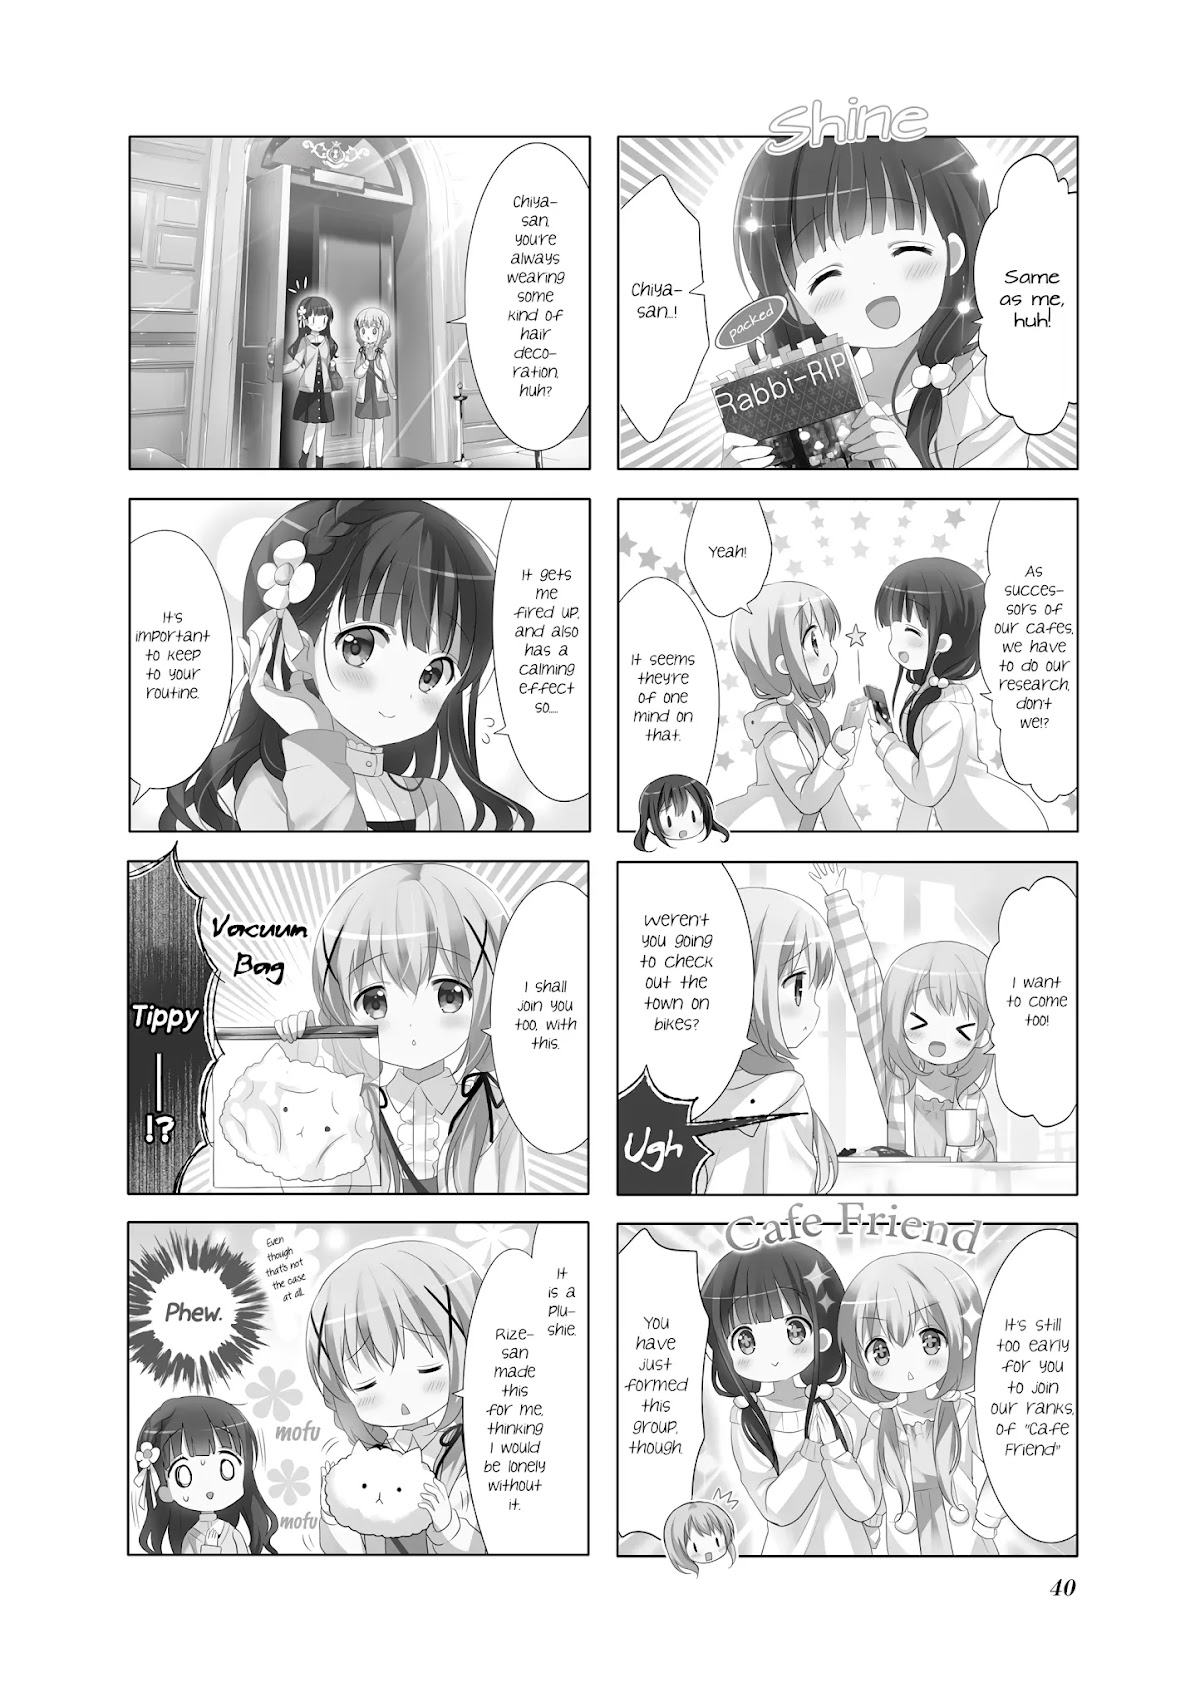 Shine
Same
as me,
huh!
Chiya-
san..!
packed
Rabbi-RIP
As
succes-
sors of
our cafes,
we have
to do our
research,
don't
we!?
Yeah!
It seems
they're
of one
mind on
that.
I want
to come
too!
Weren't
you going
to check
out the
town on
bikes?
Ugh
Cafe Friend
It's still
too early
for you
to join
our ranks,
of "Cafe
Friend"
You
have
just
formed
this
group,
though.
Chiya-
san,
you're
always
wearing
some
kind of
hair
deco-
ration,
huh?
It gets
me
fired up,
and also
has a
calming
effect
so.....
It's
important
to keep
to your
routine.
I shall
join you
too, with
this.
Vacuum
Bag
Tippy
—
!?
It
is a
plu-
shie.
Rize-
san
made
this
for me,
thinking
I would
be lonely
without
it.
mofu
mofu
Even
though
that's not
the case
at all.
Phew.
40